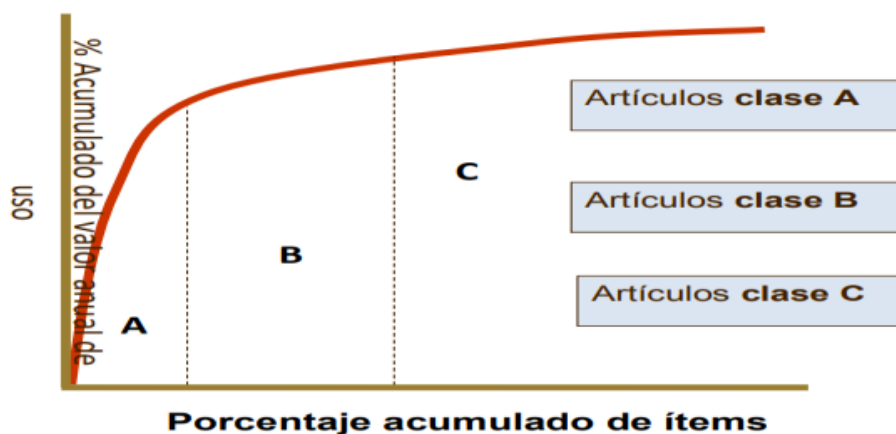 % Acumulado del valor anual de
uso
Artículos clase A
C
Artículos clase B
B
Artículos clase C
A
Porcentaje acumulado de ítems